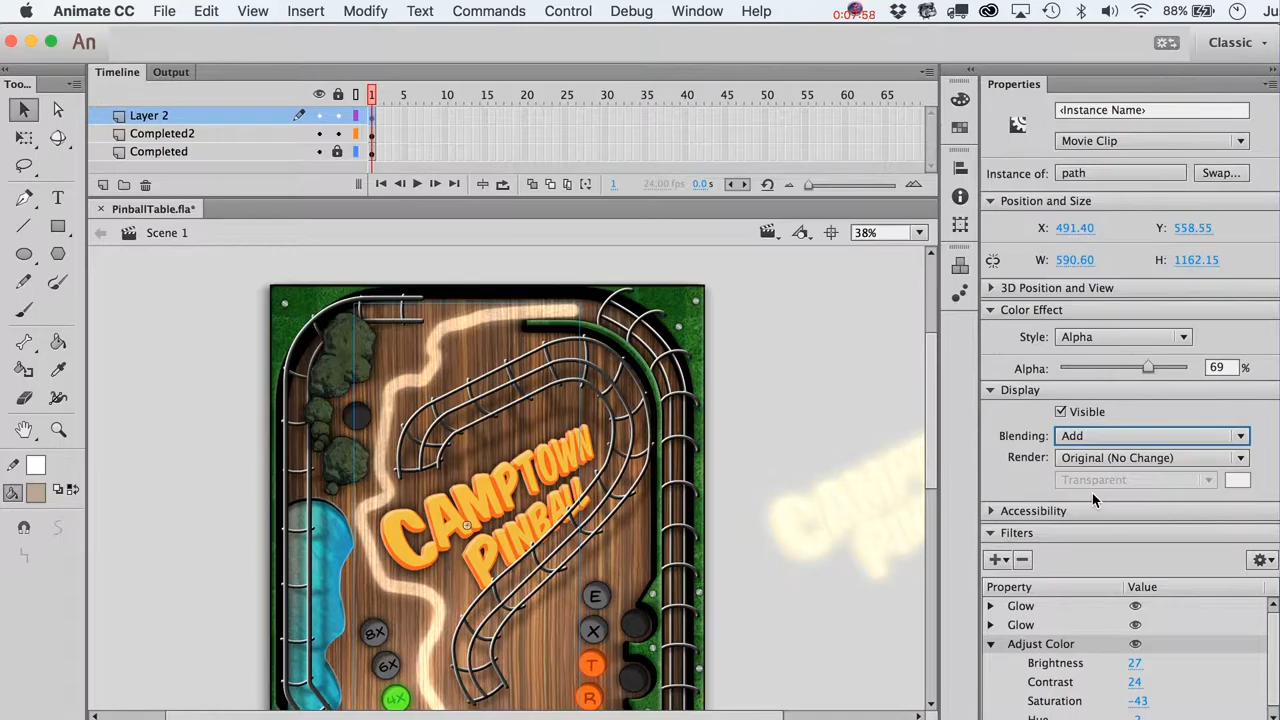 Animate CC File Edit View Insert Modify Text Commands Control Debug Window Help 0:07:58 88% Ju
An Classic
Too... Timeline Output Properties
1 5 10 15 20 25 30 35 40 45 50 55 60 65
Layer 2
Completed2
Completed
1 24.00 fps 0.0 s
PinballTable.fla*
Scene 1 38%
CAMPTOWN
PINBALL
E
X
T
R
8X
6X
4X
<Instance Name>
Movie Clip
Instance of: path Swap...
Position and Size
X: 491.40 Y: 558.55
W: 590.60 H: 1162.15
3D Position and View
Color Effect
Style: Alpha
Alpha: 69 %
Display
Visible
Blending: Add
Render: Original (No Change)
Transparent
Accessibility
Filters
Property Value
Glow
Glow
Adjust Color
Brightness 27
Contrast 24
Saturation -43